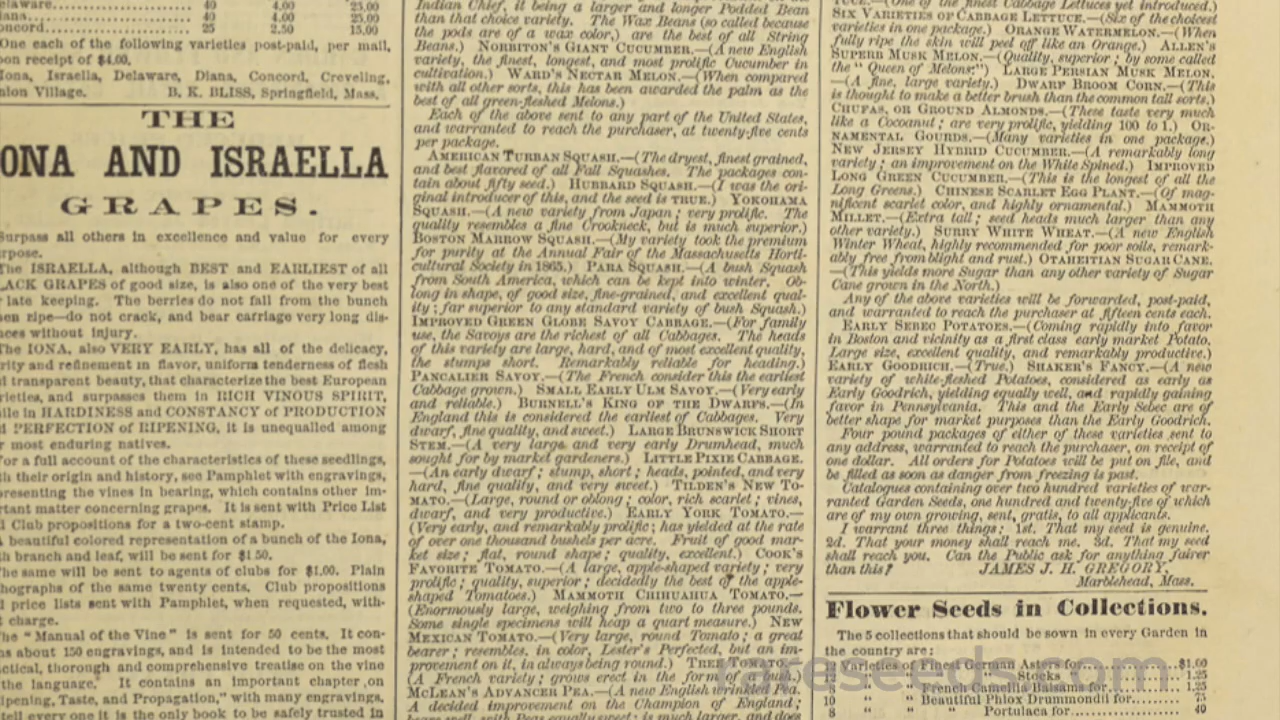 elaware 40 4.00 25.00
iana 40 4.00 25.00
oncord 25 2.50 15.00
One each of the following varieties post-paid, per mail,
on receipt of $4.00.
Iona, Israella, Delaware, Diana, Concord, Creveling,
nion Village. B. K. BLISS, Springfield, Mass.
THE
ONA AND ISRAELLA
GRAPES.
Surpass all others in excellence and value for every
rpose.
The ISRAELLA, although BEST and EARLIEST of all
LACK GRAPES of good size, is also one of the very best
late keeping. The berries do not fall from the bunch
en ripe—do not crack, and bear carriage very long dis-
nces without injury.
The IONA, also VERY EARLY, has all of the delicacy,
rity and refinement in flavor, uniform tenderness of flesh
d transparent beauty, that characterize the best European
rieties, and surpasses them in RICH VINOUS SPIRIT,
ile in HARDINESS and CONSTANCY of PRODUCTION
d PERFECTION of RIPENING, it is unequalled among
r most enduring natives.
For a full account of the characteristics of these seedlings,
th their origin and history, see Pamphlet with engravings,
presenting the vines in bearing, which contains other im-
rtant matter concerning grapes. It is sent with Price List
d Club propositions for a two-cent stamp.
A beautiful colored representation of a bunch of the Iona,
th branch and leaf, will be sent for $1.50.
The same will be sent to agents of clubs for $1.00. Plain
hographs of the same twenty cents. Club propositions
d price lists sent with Pamphlet, when requested, with-
t charge.
The "Manual of the Vine" is sent for 50 cents. It con-
ns about 150 engravings, and is intended to be the most
actical, thorough and comprehensive treatise on the vine
the language. It contains an important chapter on
ipening, Taste, and Propagation," with many engravings,
tell every one it is the only book to be safely trusted in
Indian Chief, it being a larger and longer Podded Bean
than that choice variety. The Wax Beans (so called because
the pods are of a wax color,) are the best of all String
Beans.) NORBITON'S GIANT CUCUMBER.—(A new English
variety, the finest, longest, and most prolific Cucumber in
cultivation.) WARD'S NECTAR MELON.—(When compared
with all other sorts, this has been awarded the palm as the
best of all green-fleshed Melons.)
Each of the above sent to any part of the United States,
and warranted to reach the purchaser, at twenty-five cents
per package.
AMERICAN TURBAN SQUASH.—(The dryest, finest grained,
and best flavored of all Fall Squashes. The packages con-
tain about fifty seed.) HUBBARD SQUASH.—(I was the ori-
ginal introducer of this, and the seed is TRUE.) YOKOHAMA
SQUASH.—(A new variety from Japan; very prolific. The
quality resembles a fine Crookneck, but is much superior.)
BOSTON MARROW SQUASH.—(My variety took the premium
for purity at the Annual Fair of the Massachusetts Horti-
cultural Society in 1865.) PARA SQUASH.—(A bush Squash
from South America, which can be kept into winter. Ob-
long in shape, of good size, fine-grained, and excellent qual-
ity; far superior to any standard variety of bush Squash.)
IMPROVED GREEN GLOBE SAVOY CABBAGE.—(For family
use, the Savoys are the richest of all Cabbages. The heads
of this variety are large, hard, and of most excellent quality,
the stumps short. Remarkably reliable for heading.)
PANCALIER SAVOY.—(The French consider this the earliest
Cabbage grown.) SMALL EARLY ULM SAVOY.—(Very early
and reliable.) BURNELL'S KING OF THE DWARFS.—(In
England this is considered the earliest of Cabbages. Very
dwarf, fine quality, and sweet.) LARGE BRUNSWICK SHORT
STEM.—(A very large and very early Drumhead, much
sought for by market gardeners.) LITTLE PIXIE CABBAGE.
—(An early dwarf; stump, short; heads, pointed, and very
hard, fine quality, and very sweet.) TILDEN'S NEW TO-
MATO.—(Large, round or oblong; color, rich scarlet; vines,
dwarf, and very productive.) EARLY YORK TOMATO.—
(Very early, and remarkably prolific; has yielded at the rate
of over one thousand bushels per acre. Fruit of good mar-
ket size; flat, round shape; quality, excellent.) COOK'S
FAVORITE TOMATO.—(A large, apple-shaped variety; very
prolific; quality, superior; decidedly the best of the apple-
shaped Tomatoes.) MAMMOTH CHIHUAHUA TOMATO.—
(Enormously large, weighing from two to three pounds.
Some single specimens will heap a quart measure.) NEW
MEXICAN TOMATO.—(Very large, round Tomato; a great
bearer; resembles, in color, Lester's Perfected, but an im-
provement on it, in always being round.) TREE TOMATO.—
(A French variety; grows erect in the form of a bush.)
MCLEAN'S ADVANCER PEA.—(A new English wrinkled Pea.
A decided improvement on the Champion of England;
bears well, with Peas equally sweet; is much larger, and does
TUCE.—(One of the finest Cabbage Lettuces yet introduced.)
SIX VARIETIES OF CABBAGE LETTUCE.—(Six of the choicest
varieties in one package.) ORANGE WATERMELON.—(When
fully ripe the skin will peel off like an Orange.) ALLEN'S
SUPERB MUSK MELON.—(Quality, superior; by some called
the "Queen of Melons:") LARGE PERSIAN MUSK MELON,
—(A fine, large variety.) DWARF BROOM CORN.—(This
is thought to make a better brush than the common tall sorts.)
CHUFAS, OR GROUND ALMONDS.—(These taste very much
like a Cocoanut; are very prolific, yielding 100 to 1.) OR-
NAMENTAL GOURDS.—(Many varieties in one package.)
NEW JERSEY HYBRID CUCUMBER.—(A remarkably long
variety; an improvement on the White Spined.) IMPROVED
LONG GREEN CUCUMBER.—(This is the longest of all the
Long Greens.) CHINESE SCARLET EGG PLANT.—(Of mag-
nificent scarlet color, and highly ornamental.) MAMMOTH
MILLET.—(Extra tall; seed heads much larger than any
other variety.) SURRY WHITE WHEAT.—(A new English
Winter Wheat, highly recommended for poor soils, remark-
ably free from blight and rust.) OTAHEITIAN SUGAR CANE.
—(This yields more Sugar than any other variety of Sugar
Cane grown in the North.)
Any of the above varieties will be forwarded, post-paid,
and warranted to reach the purchaser at fifteen cents each.
EARLY SEBEC POTATOES.—(Coming rapidly into favor
in Boston and vicinity as a first class early market Potato.
Large size, excellent quality, and remarkably productive.)
EARLY GOODRICH.—(True.) SHAKER'S FANCY.—(A new
variety of white-fleshed Potatoes, considered as early as
Early Goodrich, yielding equally well, and rapidly gaining
favor in Pennsylvania. This and the Early Sebec are of
better shape for market purposes than the Early Goodrich.
Four pound packages of either of these varieties sent to
any address, warranted to reach the purchaser, on receipt of
one dollar. All orders for Potatoes will be put on file, and
be filled as soon as danger from freezing is past.
Catalogues containing over two hundred varieties of war-
ranted Garden Seeds, one hundred and twenty-five of which
are of my own growing, sent, gratis, to all applicants.
I warrant three things: 1st. That my seed is genuine.
2d. That your money shall reach me. 3d. That my seed
shall reach you. Can the Public ask for anything fairer
than this? JAMES J. H. GREGORY,
Marblehead, Mass.
Flower Seeds in Collections.
The 5 collections that should be sown in every Garden in
the country are:
Varieties of Finest German Asters for $1.00
" " Stocks " 1.25
8 " French Camellia Balsams for 1.25
10 " Beautiful Phlox Drummondii for 75
8 " " Portulaca for 40
rareseeds.com